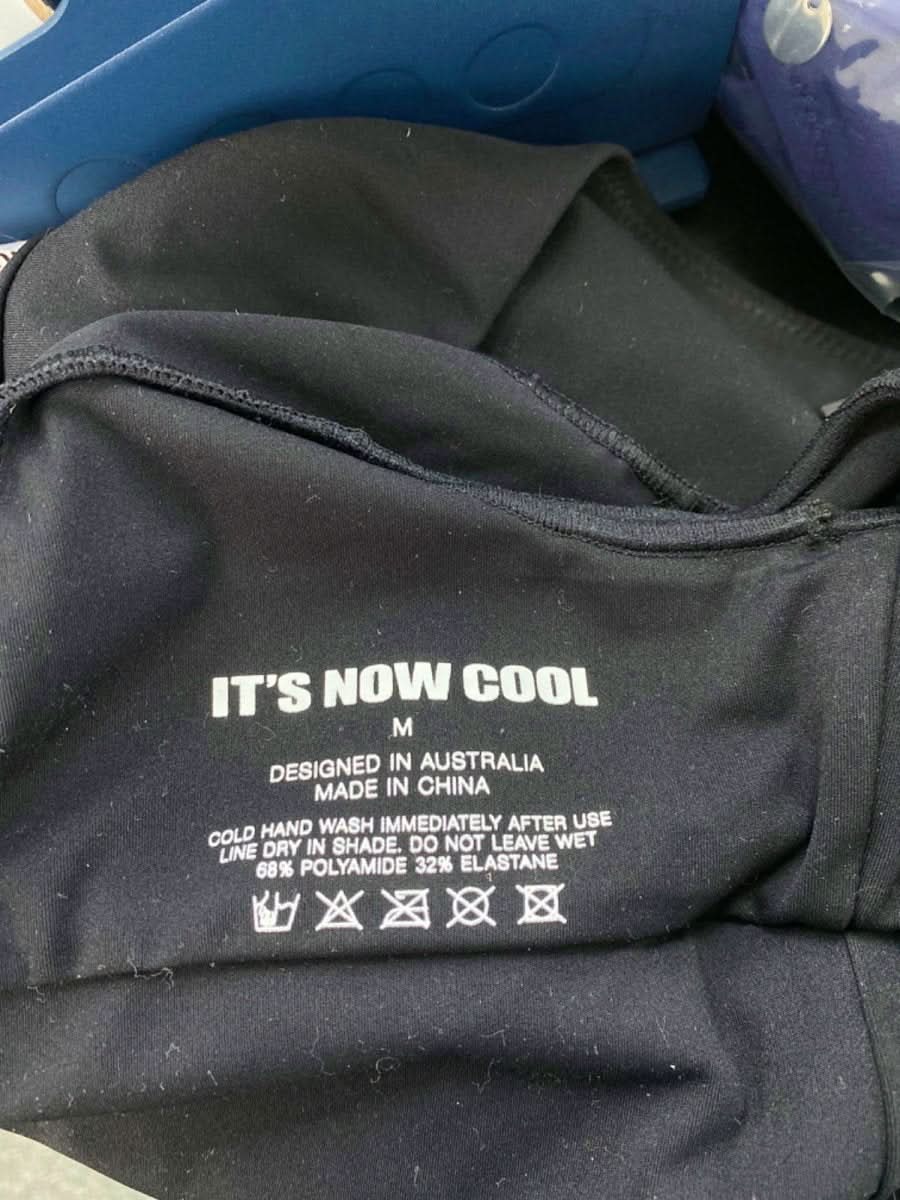 IT'S NOW COOL
M
DESIGNED IN AUSTRALIA
MADE IN CHINA
COLD HAND WASH IMMEDIATELY AFTER USE
LINE DRY IN SHADE. DO NOT LEAVE WET
68% POLYAMIDE 32% ELASTANE